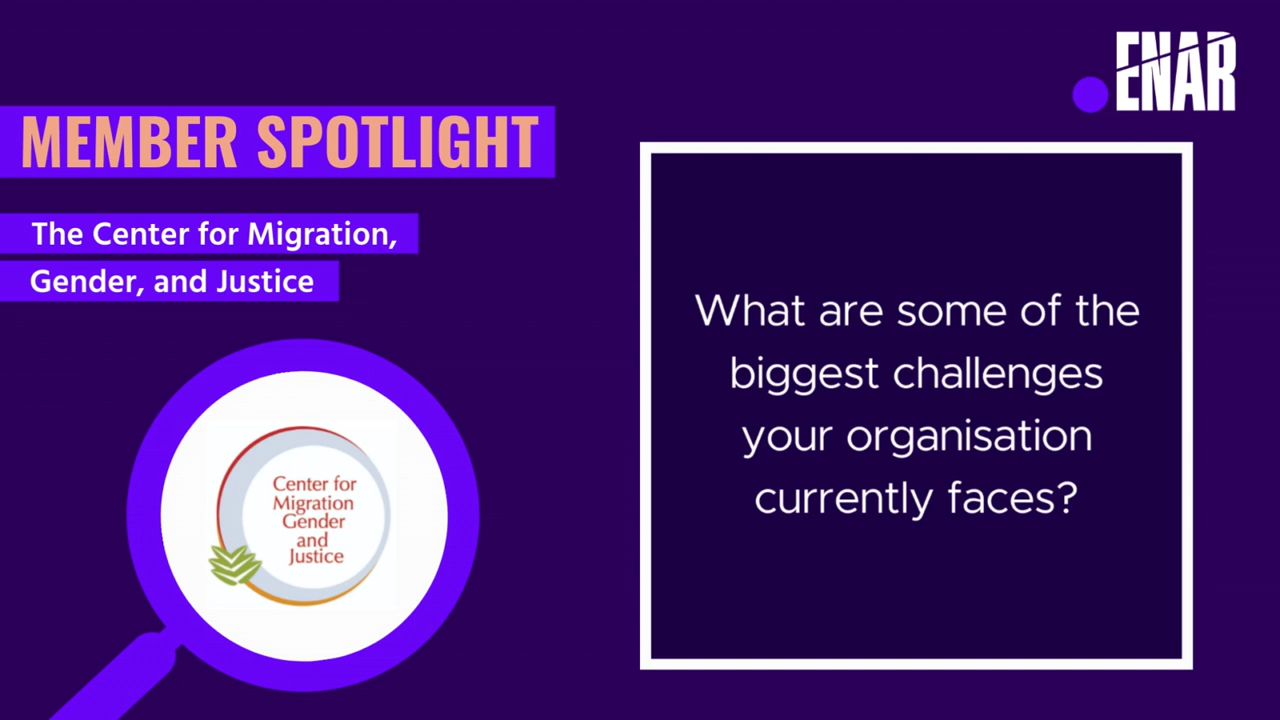 ENAR
MEMBER SPOTLIGHT
The Center for Migration,
Gender, and Justice
Center for
Migration
Gender
and
Justice
What are some of the
biggest challenges
your organisation
currently faces?